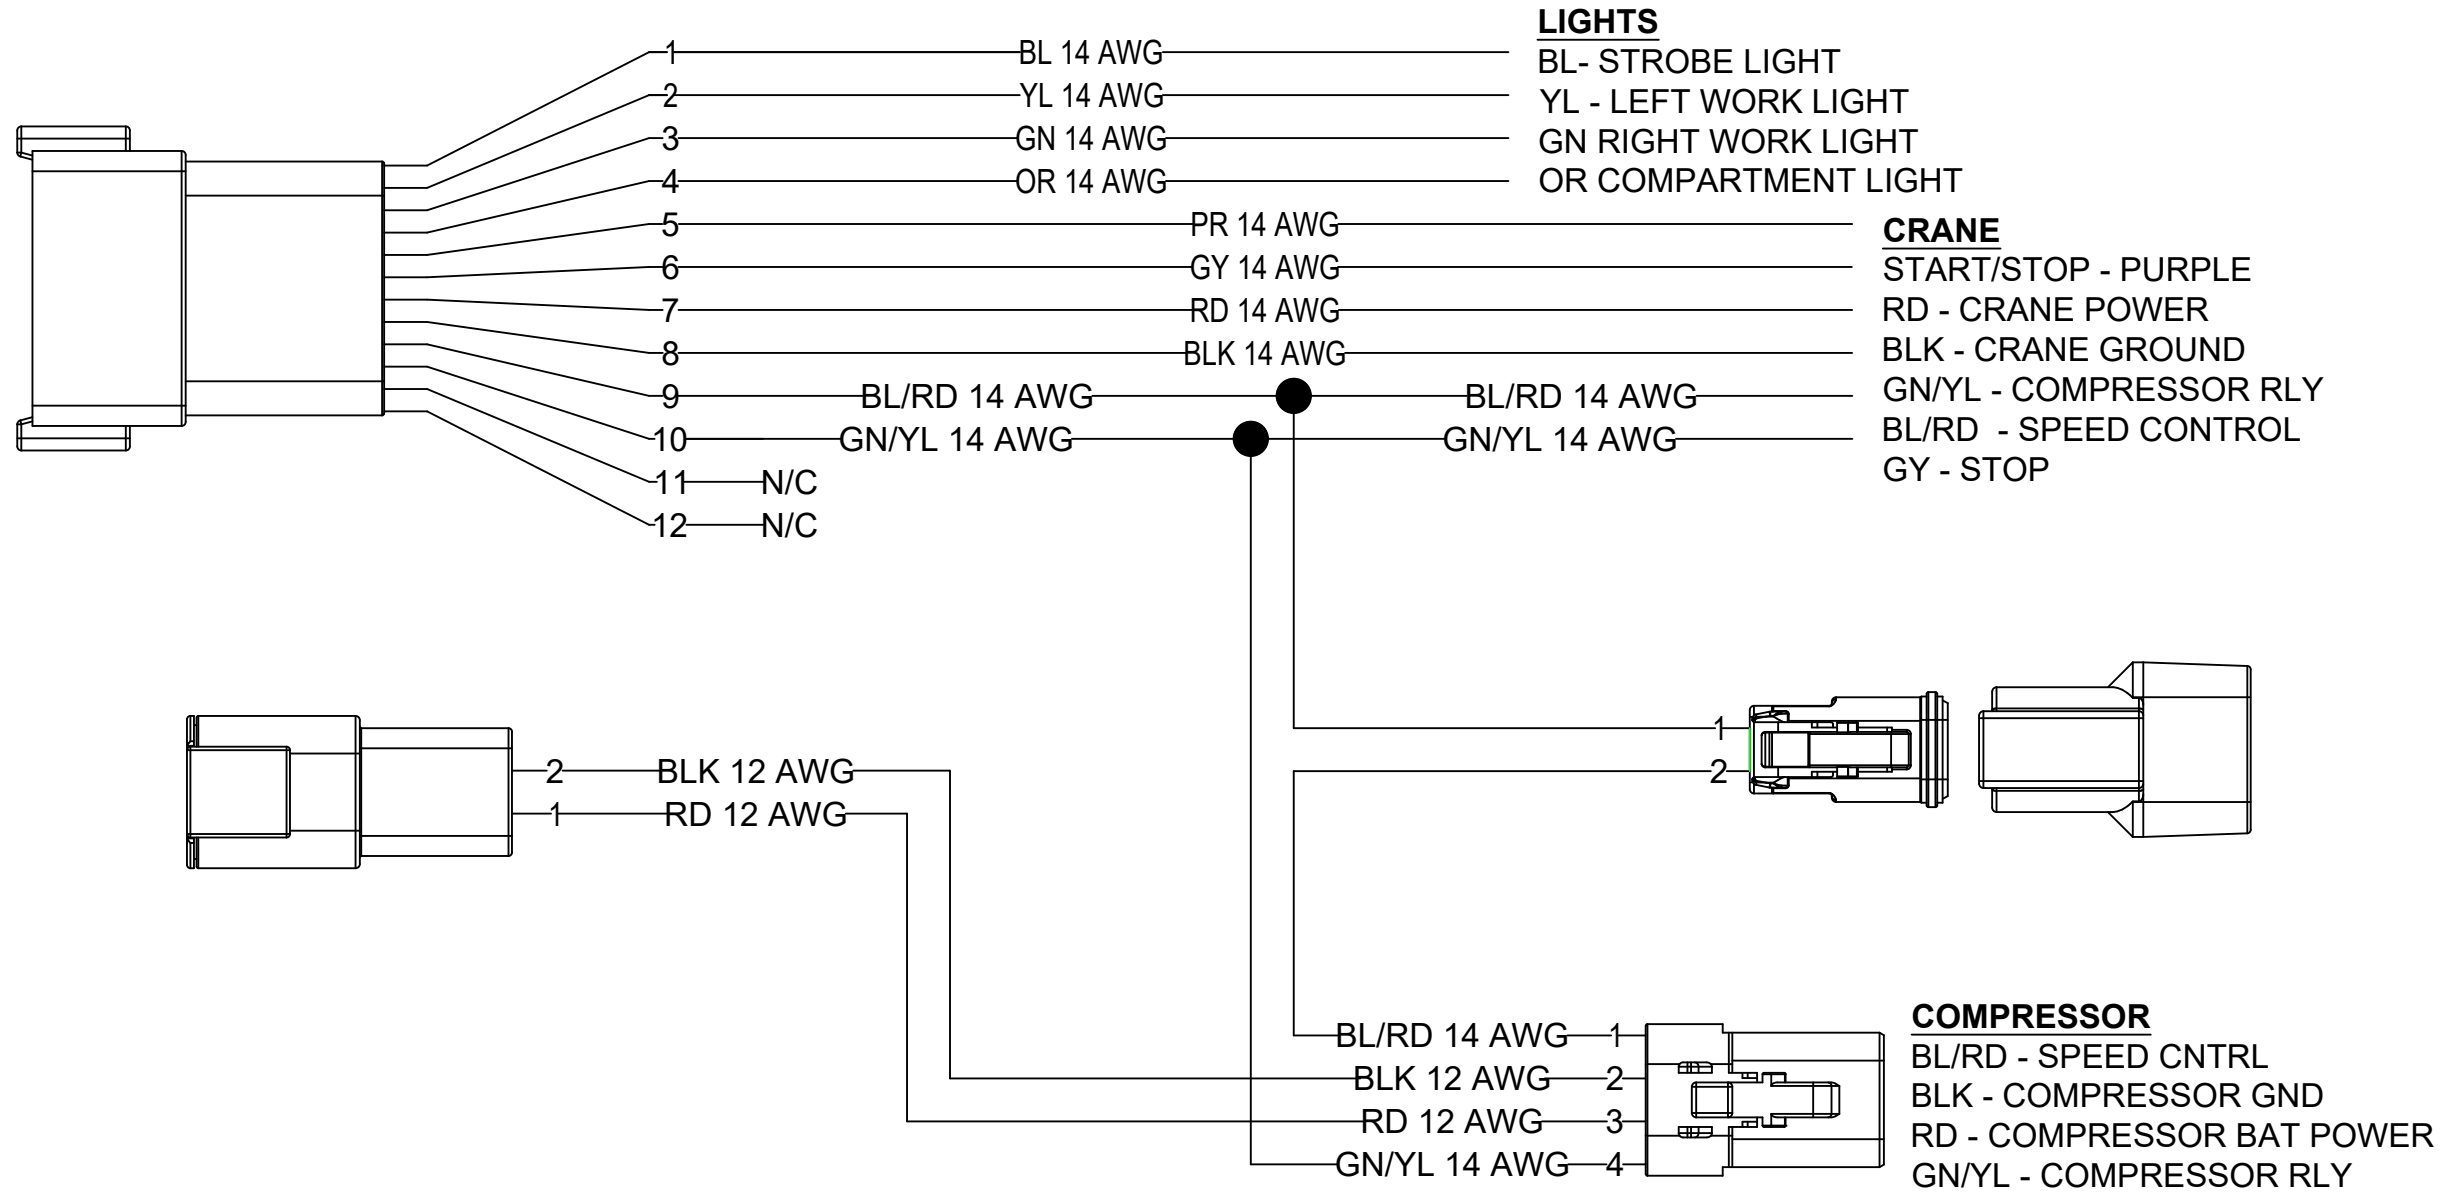 LIGHTS
1 BL 14 AWG BL- STROBE LIGHT
2 YL 14 AWG YL - LEFT WORK LIGHT
3 GN 14 AWG GN RIGHT WORK LIGHT
4 OR 14 AWG OR COMPARTMENT LIGHT
5 PR 14 AWG CRANE
6 GY 14 AWG START/STOP - PURPLE
7 RD 14 AWG RD - CRANE POWER
8 BLK 14 AWG BLK - CRANE GROUND
9 BL/RD 14 AWG BL/RD 14 AWG GN/YL - COMPRESSOR RLY
10 GN/YL 14 AWG GN/YL 14 AWG BL/RD - SPEED CONTROL
11 N/C GY - STOP
12 N/C
1
2 BLK 12 AWG 2
1 RD 12 AWG
COMPRESSOR
BL/RD 14 AWG 1 BL/RD - SPEED CNTRL
BLK 12 AWG 2 BLK - COMPRESSOR GND
RD 12 AWG 3 RD - COMPRESSOR BAT POWER
GN/YL 14 AWG 4 GN/YL - COMPRESSOR RLY